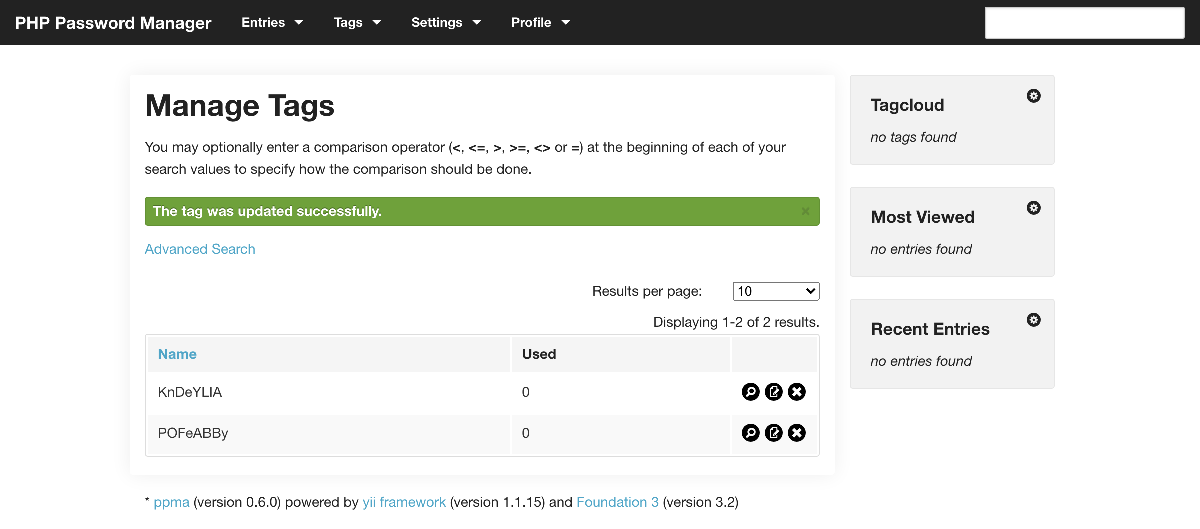 PHP Password Manager Entries Tags Settings Profile
Manage Tags
You may optionally enter a comparison operator (<, <=, >, >=, <> or =) at the beginning of each of your
search values to specify how the comparison should be done.
The tag was updated successfully. ×
Advanced Search
Results per page: 10
Displaying 1-2 of 2 results.
Name Used
KnDeYLIA 0
POFeABBy 0
Tagcloud
no tags found
Most Viewed
no entries found
Recent Entries
no entries found
* ppma (version 0.6.0) powered by yii framework (version 1.1.15) and Foundation 3 (version 3.2)